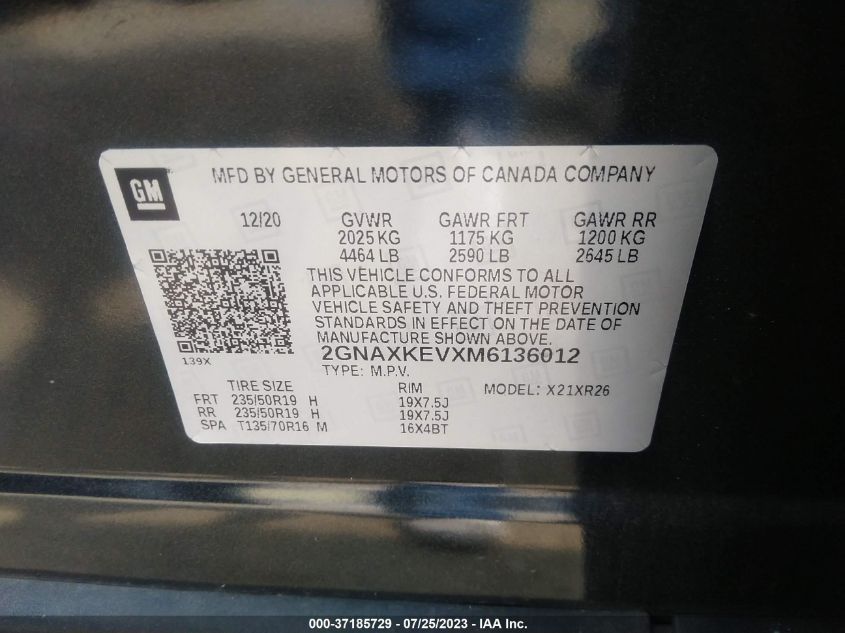 GM
MFD BY GENERAL MOTORS OF CANADA COMPANY
12/20 GVWR GAWR FRT GAWR RR
2025 KG 1175 KG 1200 KG
4464 LB 2590 LB 2645 LB
THIS VEHICLE CONFORMS TO ALL
APPLICABLE U.S. FEDERAL MOTOR
VEHICLE SAFETY AND THEFT PREVENTION
STANDARDS IN EFFECT ON THE DATE OF
MANUFACTURE SHOWN ABOVE.
139X 2GNAXKEVXM6136012
TYPE: M.P.V.
TIRE SIZE RIM MODEL: X21XR26
FRT 235/50R19 H 19X7.5J
RR 235/50R19 H 19X7.5J
SPA T135/70R16 M 16X4BT
000-37185729 - 07/25/2023 - IAA Inc.